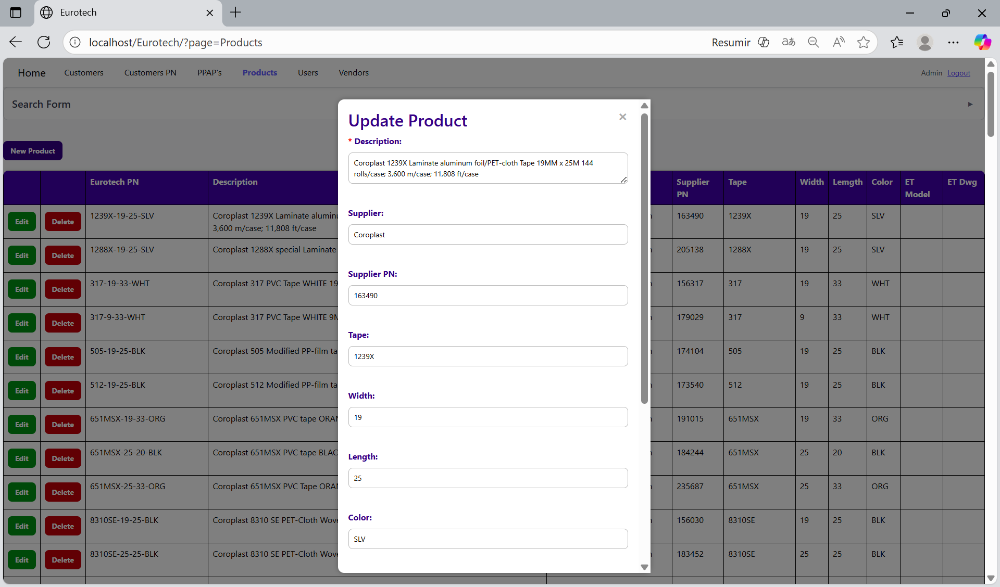 Eurotech
localhost/Eurotech/?page=Products
Resumir
Home Customers Customers PN PPAP's Products Users Vendors Admin Logout
Search Form
New Product
Eurotech PN Description Supplier PN Tape Width Lemgth Color ET Model ET Dwg
Edit Delete 1239X-19-25-SLV Coroplast 1239X Laminate 163490 1239X 19 25 SLV
3,600 m/case; 11,808 ft/case
Edit Delete 1288X-19-25-SLV Coroplast 1288X special Laminate 205138 1288X 19 25 SLV
Edit Delete 317-19-33-WHT Coroplast 317 PVC Tape WHITE 19 156317 317 19 33 WHT
Edit Delete 317-9-33-WHT Coroplast 317 PVC Tape WHITE 179029 317 9 33 WHT
Edit Delete 505-19-25-BLK Coroplast 505 Modified PP-film ta 174104 505 19 25 BLK
Edit Delete 512-19-25-BLK Coroplast 512 Modified PP-film ta 173540 512 19 25 BLK
Edit Delete 651MSX-19-33-ORG Coroplast 651MSX PVC tape 191015 651MSX 19 33 ORG
Edit Delete 651MSX-25-20-BLK Coroplast 651MSX PVC tape BLAC 184244 651MSX 25 20 BLK
Edit Delete 651MSX-25-33-ORG Coroplast 651MSX PVC Tape 235687 651MSX 25 33 ORG
Edit Delete 8310SE-19-25-BLK Coroplast 8310 SE PET-Cloth Wove 156030 8310SE 19 25 BLK
Edit Delete 8310SE-25-25-BLK Coroplast 8310 SE PET-Cloth Wove 183452 8310SE 25 25 BLK
Update Product
* Description:
Coroplast 1239X Laminate aluminum foil/PET-cloth Tape 19MM x 25M 144
rolls/case; 3,600 m/case; 11,808 ft/case
Supplier:
Coroplast
Supplier PN:
163490
Tape:
1239X
Width:
19
Length:
25
Color:
SLV